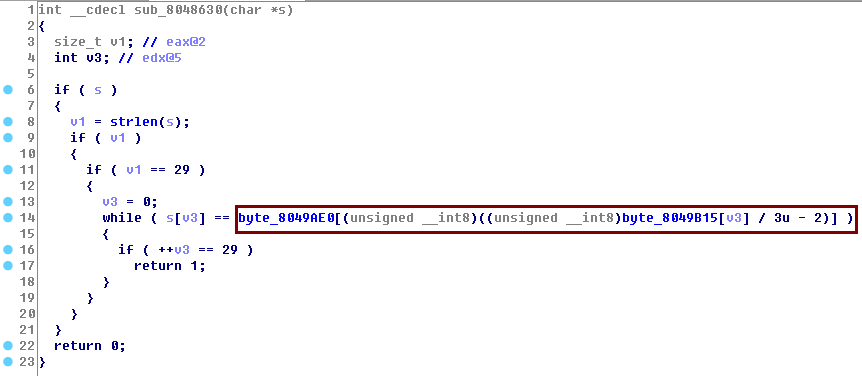 1 int __cdecl sub_8048630(char *s)
2 {
3 size_t v1; // eax@2
4 int v3; // edx@5
5
6 if ( s )
7 {
8 v1 = strlen(s);
9 if ( v1 )
10 {
11 if ( v1 == 29 )
12 {
13 v3 = 0;
14 while ( s[v3] == byte_8049AE0[(unsigned __int8)((unsigned __int8)byte_8049B15[v3] / 3u - 2)] )
15 {
16 if ( ++v3 == 29 )
17 return 1;
18 }
19 }
20 }
21 }
22 return 0;
23 }